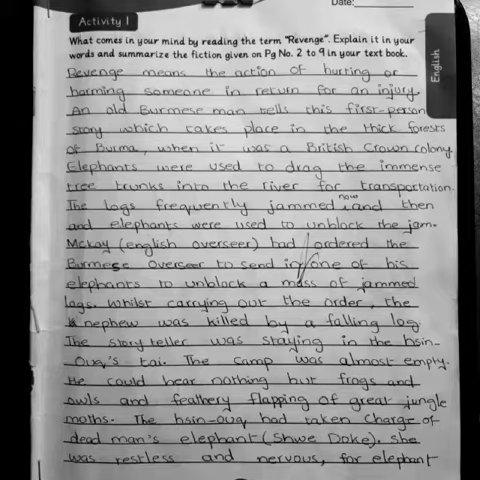 Date:
Activity 1
What comes in your mind by reading the term "Revenge". Explain it in your
words and summarize the fiction given on Pg No. 2 to 9 in your text book.
English
Revenge means the action of hurting or
harming someone in return for an injury.
An old Burmese man tells this first-person
story which takes place in the thick forests
of Burma, when it was a British Crown colony.
Elephants were used to drag the immense
tree trunks into the river for transportation.
The logs frequently jammed now and then
and elephants were used to unblock the jam.
Mckay (english overseer) had ordered the
Burmese overseer to send in one of his
elephants to unblock a mass of jammed
logs. Whilst carrying out the order, the
nephew was killed by a falling log.
The story teller was staying in the hsin-
ouq's tai. The camp was almost empty.
He could hear nothing but frogs and
owls and feathery flapping of great jungle
moths. The hsin-ouq had taken charge of
dead man's elephant (Shwe Doke). She
was restless and nervous, for elephant